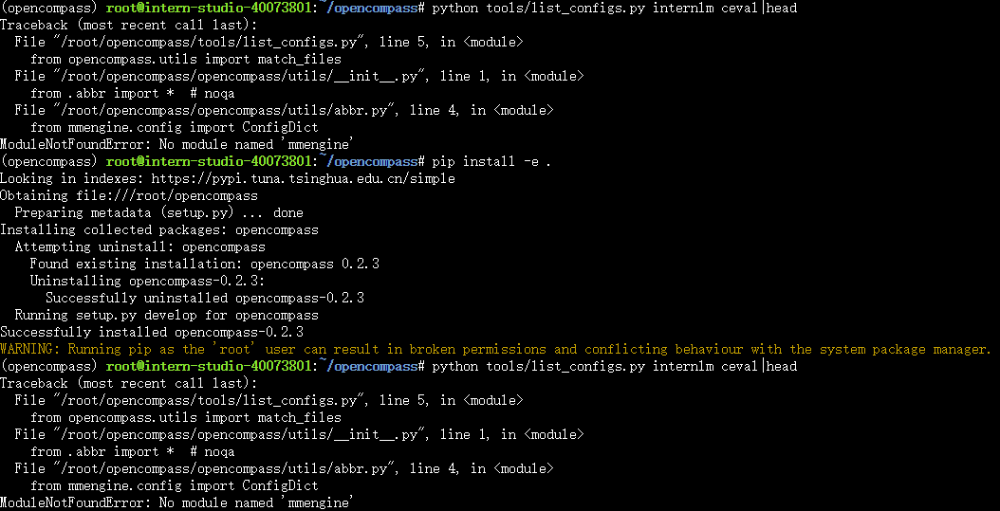 (opencompass) root@intern-studio-40073801:~/opencompass# python tools/list_configs.py internlm ceval|head
Traceback (most recent call last):
  File "/root/opencompass/tools/list_configs.py", line 5, in <module>
    from opencompass.utils import match_files
  File "/root/opencompass/opencompass/utils/__init__.py", line 1, in <module>
    from .abbr import *  # noqa
  File "/root/opencompass/opencompass/utils/abbr.py", line 4, in <module>
    from mmengine.config import ConfigDict
ModuleNotFoundError: No module named 'mmengine'
(opencompass) root@intern-studio-40073801:~/opencompass# pip install -e .
Looking in indexes: https://pypi.tuna.tsinghua.edu.cn/simple
Obtaining file:///root/opencompass
  Preparing metadata (setup.py) ... done
Installing collected packages: opencompass
  Attempting uninstall: opencompass
    Found existing installation: opencompass 0.2.3
    Uninstalling opencompass-0.2.3:
      Successfully uninstalled opencompass-0.2.3
  Running setup.py develop for opencompass
Successfully installed opencompass-0.2.3
WARNING: Running pip as the 'root' user can result in broken permissions and conflicting behaviour with the system package manager.
(opencompass) root@intern-studio-40073801:~/opencompass# python tools/list_configs.py internlm ceval|head
Traceback (most recent call last):
  File "/root/opencompass/tools/list_configs.py", line 5, in <module>
    from opencompass.utils import match_files
  File "/root/opencompass/opencompass/utils/__init__.py", line 1, in <module>
    from .abbr import *  # noqa
  File "/root/opencompass/opencompass/utils/abbr.py", line 4, in <module>
    from mmengine.config import ConfigDict
ModuleNotFoundError: No module named 'mmengine'